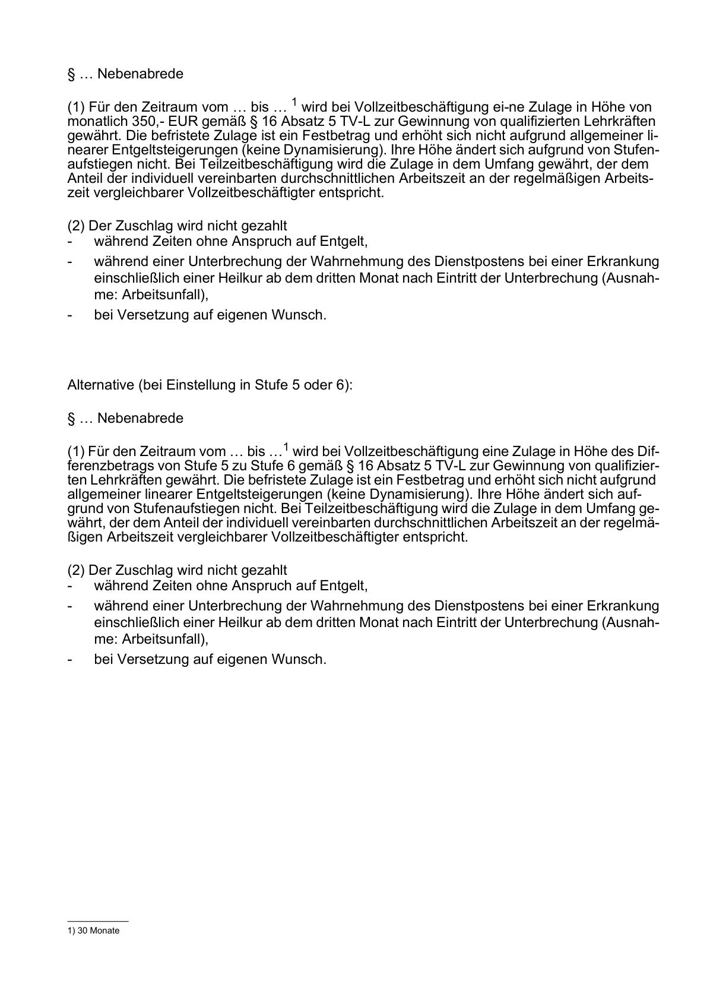 § … Nebenabrede
(1) Für den Zeitraum vom … bis … 1 wird bei Vollzeitbeschäftigung ei-ne Zulage in Höhe von
monatlich 350,- EUR gemäß § 16 Absatz 5 TV-L zur Gewinnung von qualifizierten Lehrkräften
gewährt. Die befristete Zulage ist ein Festbetrag und erhöht sich nicht aufgrund allgemeiner li-
nearer Entgeltsteigerungen (keine Dynamisierung). Ihre Höhe ändert sich aufgrund von Stufen-
aufstiegen nicht. Bei Teilzeitbeschäftigung wird die Zulage in dem Umfang gewährt, der dem
Anteil der individuell vereinbarten durchschnittlichen Arbeitszeit an der regelmäßigen Arbeits-
zeit vergleichbarer Vollzeitbeschäftigter entspricht.
(2) Der Zuschlag wird nicht gezahlt
- während Zeiten ohne Anspruch auf Entgelt,
- während einer Unterbrechung der Wahrnehmung des Dienstpostens bei einer Erkrankung
einschließlich einer Heilkur ab dem dritten Monat nach Eintritt der Unterbrechung (Ausnah-
me: Arbeitsunfall),
- bei Versetzung auf eigenen Wunsch.
Alternative (bei Einstellung in Stufe 5 oder 6):
§ … Nebenabrede
(1) Für den Zeitraum vom … bis …1 wird bei Vollzeitbeschäftigung eine Zulage in Höhe des Dif-
ferenzbetrags von Stufe 5 zu Stufe 6 gemäß § 16 Absatz 5 TV-L zur Gewinnung von qualifizier-
ten Lehrkräften gewährt. Die befristete Zulage ist ein Festbetrag und erhöht sich nicht aufgrund
allgemeiner linearer Entgeltsteigerungen (keine Dynamisierung). Ihre Höhe ändert sich auf-
grund von Stufenaufstiegen nicht. Bei Teilzeitbeschäftigung wird die Zulage in dem Umfang ge-
währt, der dem Anteil der individuell vereinbarten durchschnittlichen Arbeitszeit an der regelmä-
ßigen Arbeitszeit vergleichbarer Vollzeitbeschäftigter entspricht.
(2) Der Zuschlag wird nicht gezahlt
- während Zeiten ohne Anspruch auf Entgelt,
- während einer Unterbrechung der Wahrnehmung des Dienstpostens bei einer Erkrankung
einschließlich einer Heilkur ab dem dritten Monat nach Eintritt der Unterbrechung (Ausnah-
me: Arbeitsunfall),
- bei Versetzung auf eigenen Wunsch.
1) 30 Monate